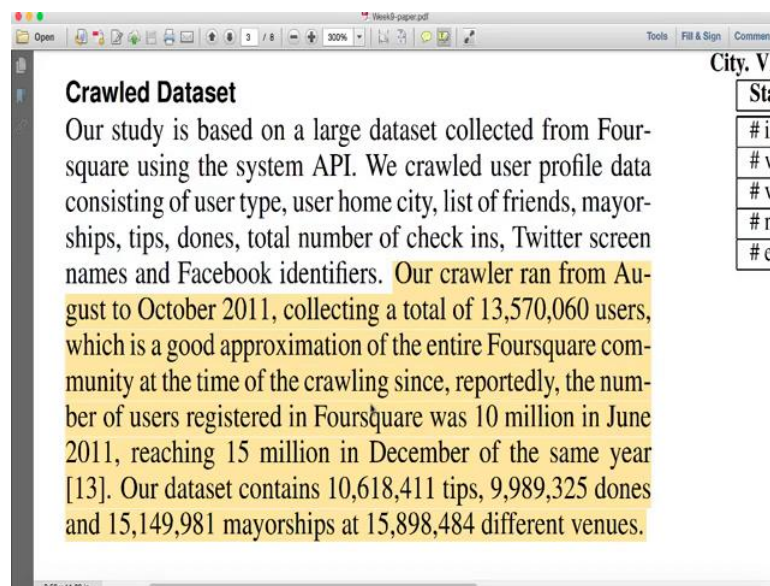 Week9-paper.pdf
Open 3 / 8 300% Tools Fill & Sign Commen
City. V
Crawled Dataset
Our study is based on a large dataset collected from Four-
square using the system API. We crawled user profile data
consisting of user type, user home city, list of friends, mayor-
ships, tips, dones, total number of check ins, Twitter screen
names and Facebook identifiers. Our crawler ran from Au-
gust to October 2011, collecting a total of 13,570,060 users,
which is a good approximation of the entire Foursquare com-
munity at the time of the crawling since, reportedly, the num-
ber of users registered in Foursquare was 10 million in June
2011, reaching 15 million in December of the same year
[13]. Our dataset contains 10,618,411 tips, 9,989,325 dones
and 15,149,981 mayorships at 15,898,484 different venues.
Sta
# i
# v
# v
# r
# e